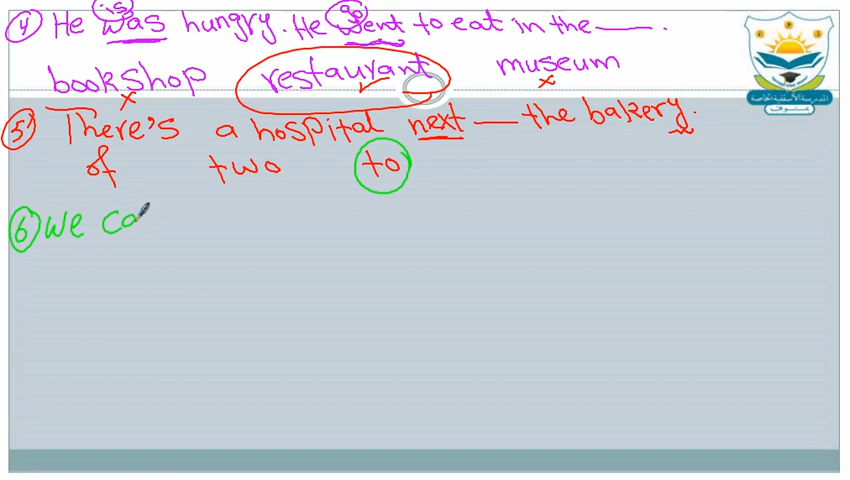 is go
④ He was hungry. He went to eat in the ___.
bookshop restaurant museum
⑤ There's a hospital next ___ the bakery.
of two to
⑥ We co